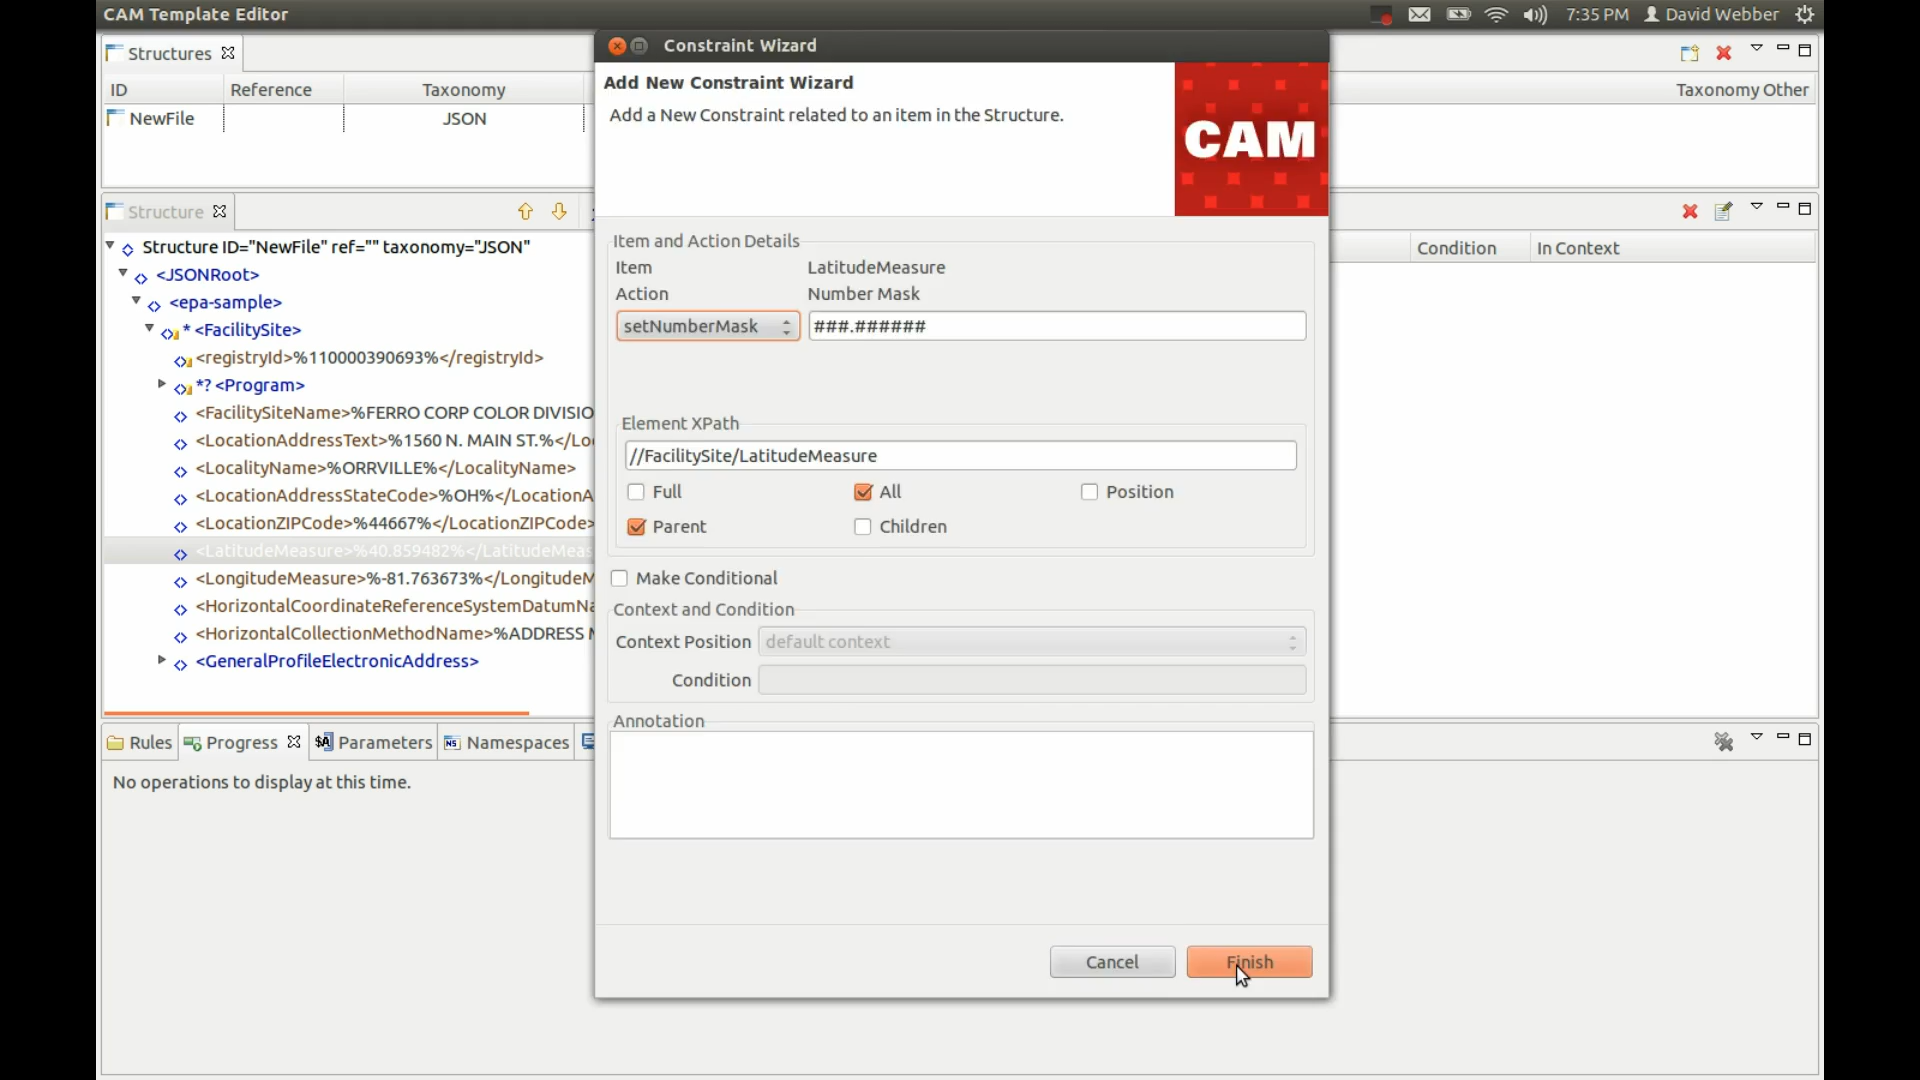 CAM Template Editor
7:35 PM David Webber
Structures
ID Reference Taxonomy
NewFile JSON
Taxonomy Other
Structure
Structure ID="NewFile" ref="" taxonomy="JSON"
<JSONRoot>
<epa-sample>
* <FacilitySite>
<registryId>%110000390693%</registryId>
*? <Program>
<FacilitySiteName>%FERRO CORP COLOR DIVISIO
<LocationAddressText>%1560 N. MAIN ST.%</Lo
<LocalityName>%ORRVILLE%</LocalityName>
<LocationAddressStateCode>%OH%</LocationA
<LocationZIPCode>%44667%</LocationZIPCode>
<LatitudeMeasure>%40.859482%</LatitudeMeas
<LongitudeMeasure>%-81.763673%</LongitudeM
<HorizontalCoordinateReferenceSystemDatumNa
<HorizontalCollectionMethodName>%ADDRESS M
<GeneralProfileElectronicAddress>
Condition In Context
Rules Progress Parameters Namespaces
No operations to display at this time.
Constraint Wizard
Add New Constraint Wizard
Add a New Constraint related to an item in the Structure.
CAM
Item and Action Details
Item LatitudeMeasure
Action Number Mask
setNumberMask ###.######
Element XPath
//FacilitySite/LatitudeMeasure
Full All Position
Parent Children
Make Conditional
Context and Condition
Context Position default context
Condition
Annotation
Cancel Finish